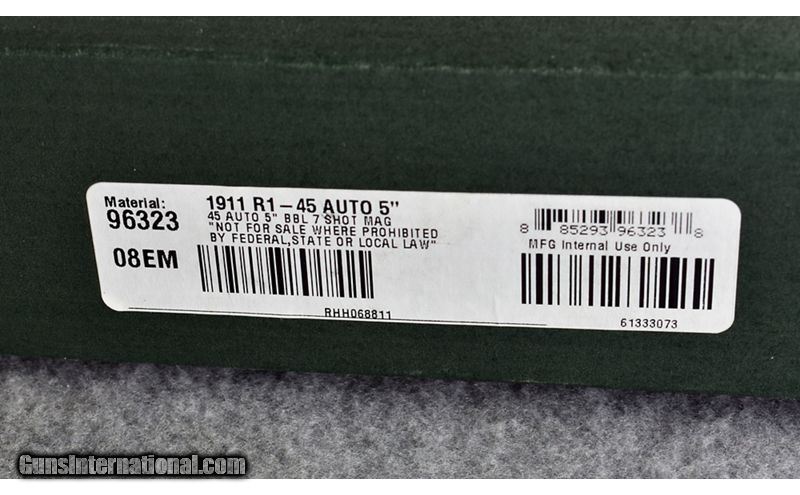 Material:
96323
08EM
1911 R1-45 AUTO 5"
45 AUTO 5" BBL 7 SHOT MAG
"NOT FOR SALE WHERE PROHIBITED
BY FEDERAL,STATE OR LOCAL LAW"
RHH068811
8 85293 96323 8
MFG Internal Use Only
61333073
GunsInternational.com